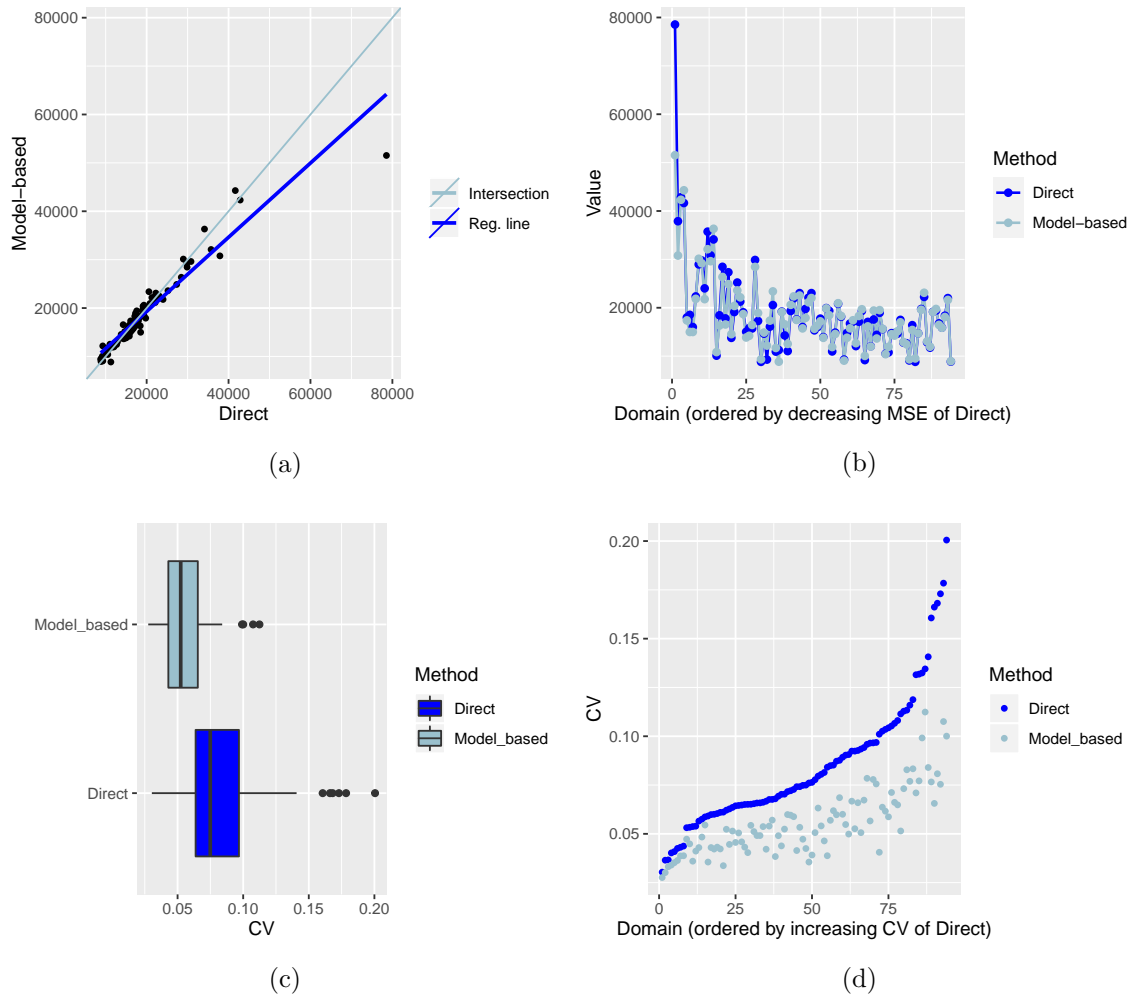 80000
60000
40000
20000
Model−based
20000 40000 60000 80000
Direct
Intersection
Reg. line
(a)
80000
60000
40000
20000
Value
0 25 50 75
Domain (ordered by decreasing MSE of Direct)
Method
Direct
Model−based
(b)
Model_based
Direct
0.05 0.10 0.15 0.20
CV
Method
Direct
Model_based
(c)
0.20
0.15
0.10
0.05
CV
0 25 50 75
Domain (ordered by increasing CV of Direct)
Method
Direct
Model_based
(d)